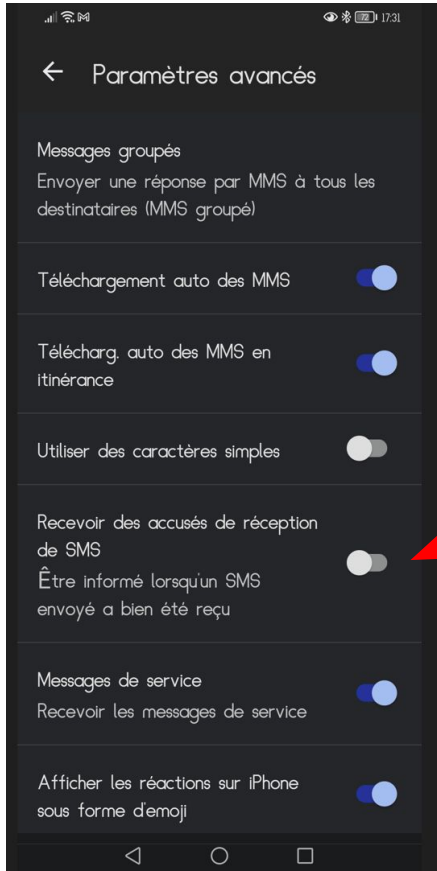 72 17:31
Paramètres avancés
Messages groupés
Envoyer une réponse par MMS à tous les
destinataires (MMS groupé)
Téléchargement auto des MMS
Télécharg. auto des MMS en
itinérance
Utiliser des caractères simples
Recevoir des accusés de réception
de SMS
Être informé lorsqu'un SMS
envoyé a bien été reçu
Messages de service
Recevoir les messages de service
Afficher les réactions sur iPhone
sous forme d'emoji